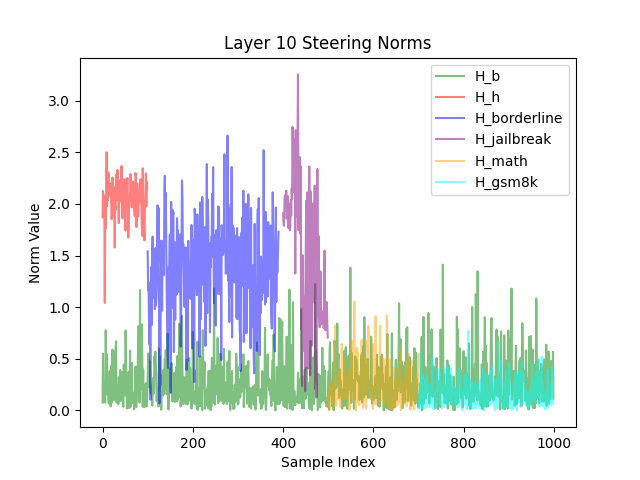 Layer 10 Steering Norms
Norm Value
3.0
2.5
2.0
1.5
1.0
0.5
0.0
H_b
H_h
H_borderline
H_jailbreak
H_math
H_gsm8k
0 200 400 600 800 1000
Sample Index